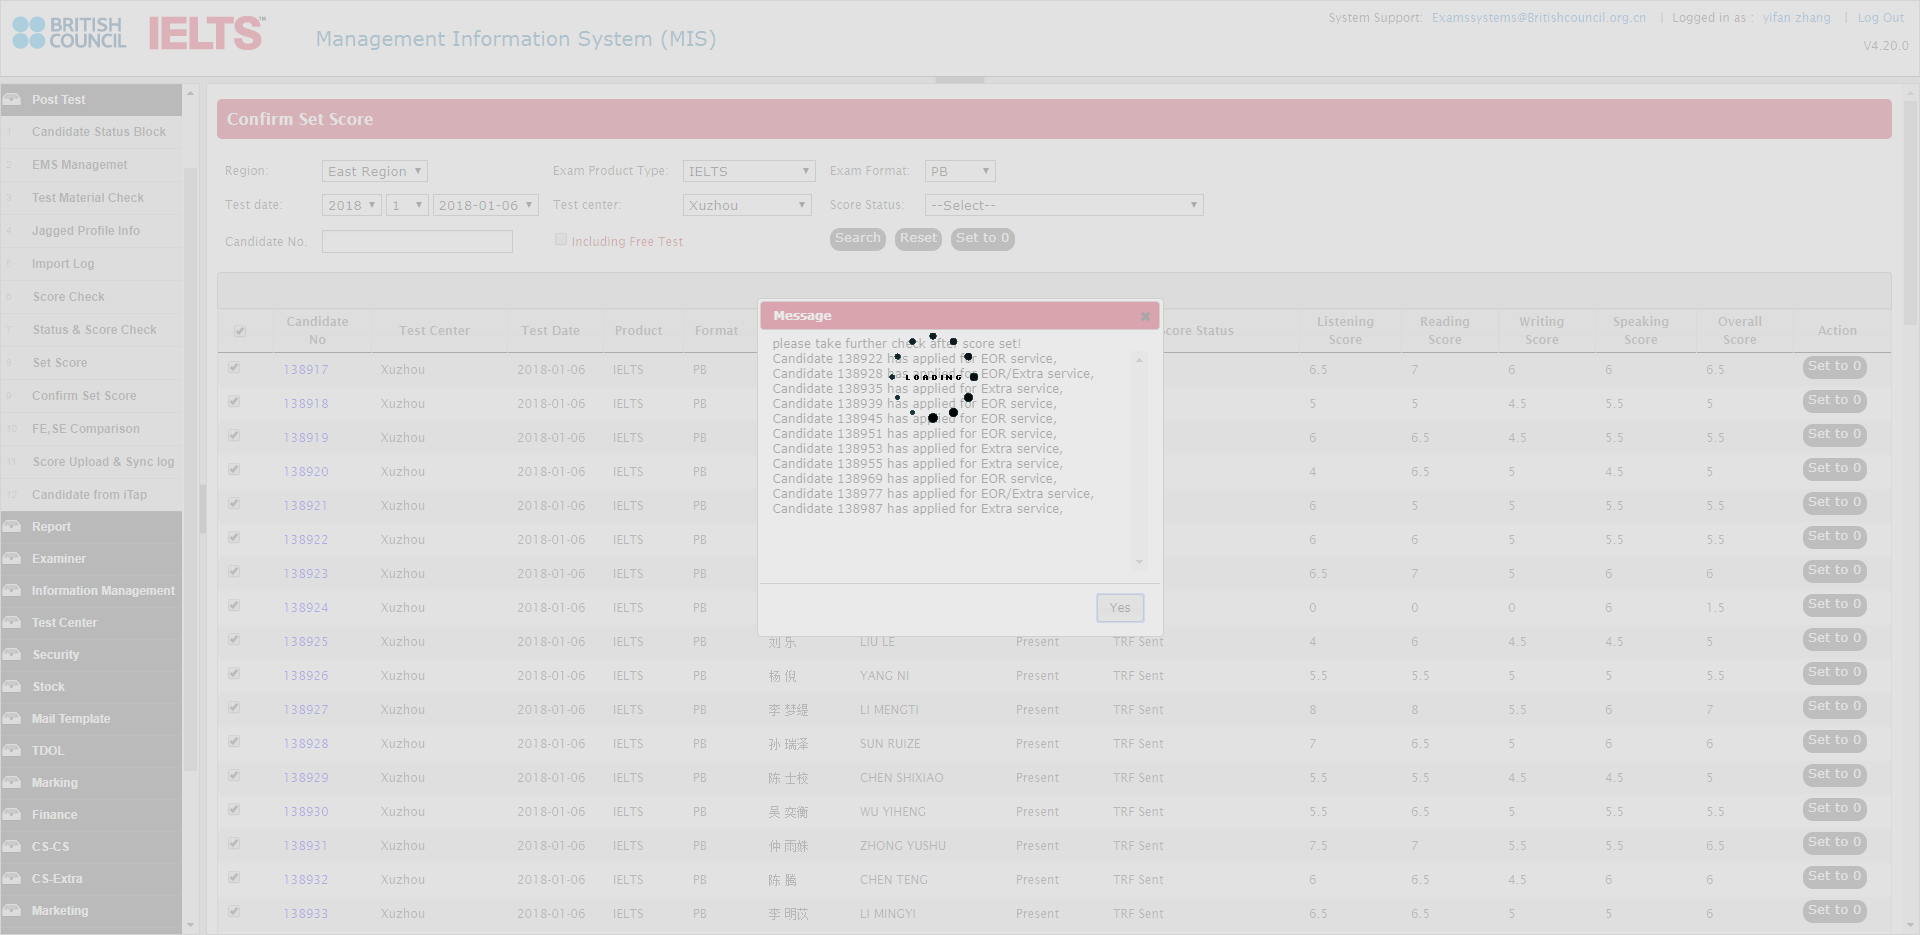 BRITISH COUNCIL IELTS™ Management Information System (MIS)
System Support: Examssystems@Britishcouncil.org.cn | Logged in as : yifan zhang | Log Out
V4.20.0
Post Test
1 Candidate Status Block
2 EMS Managemet
3 Test Material Check
4 Jagged Profile Info
5 Import Log
6 Score Check
7 Status & Score Check
8 Set Score
9 Confirm Set Score
10 FE,SE Comparison
11 Score Upload & Sync log
12 Candidate from iTap
Report
Examiner
Information Management
Test Center
Security
Stock
Mail Template
TDOL
Marking
Finance
CS-CS
CS-Extra
Marketing
Confirm Set Score
Region: East Region Exam Product Type: IELTS Exam Format: PB
Test date: 2018 1 2018-01-06 Test center: Xuzhou Score Status: --Select--
Candidate No. Including Free Test Search Reset Set to 0
Candidate No Test Center Test Date Product Format core Status Listening Score Reading Score Writing Score Speaking Score Overall Score Action
138917 Xuzhou 2018-01-06 IELTS PB 6.5 7 6 6 6.5 Set to 0
138918 Xuzhou 2018-01-06 IELTS PB 5 5 4.5 5.5 5 Set to 0
138919 Xuzhou 2018-01-06 IELTS PB 6 6.5 4.5 5.5 5.5 Set to 0
138920 Xuzhou 2018-01-06 IELTS PB 4 6.5 5 4.5 5 Set to 0
138921 Xuzhou 2018-01-06 IELTS PB 6 5 5 5.5 5.5 Set to 0
138922 Xuzhou 2018-01-06 IELTS PB 6 6 5 5.5 5.5 Set to 0
138923 Xuzhou 2018-01-06 IELTS PB 6.5 7 5 6 6 Set to 0
138924 Xuzhou 2018-01-06 IELTS PB 0 0 0 6 1.5 Set to 0
138925 Xuzhou 2018-01-06 IELTS PB 刘 乐 LIU LE Present TRF Sent 4 6 4.5 4.5 5 Set to 0
138926 Xuzhou 2018-01-06 IELTS PB 杨 倪 YANG NI Present TRF Sent 5.5 5.5 5 5 5.5 Set to 0
138927 Xuzhou 2018-01-06 IELTS PB 李 梦缇 LI MENGTI Present TRF Sent 8 8 5.5 6 7 Set to 0
138928 Xuzhou 2018-01-06 IELTS PB 孙 瑞泽 SUN RUIZE Present TRF Sent 7 6.5 5 6 6 Set to 0
138929 Xuzhou 2018-01-06 IELTS PB 陈 士校 CHEN SHIXIAO Present TRF Sent 5.5 5.5 4.5 4.5 5 Set to 0
138930 Xuzhou 2018-01-06 IELTS PB 吴 奕衡 WU YIHENG Present TRF Sent 5.5 6.5 5 5.5 5.5 Set to 0
138931 Xuzhou 2018-01-06 IELTS PB 仲 雨姝 ZHONG YUSHU Present TRF Sent 7.5 7 5.5 5.5 6.5 Set to 0
138932 Xuzhou 2018-01-06 IELTS PB 陈 腾 CHEN TENG Present TRF Sent 6 6.5 4.5 6 6 Set to 0
138933 Xuzhou 2018-01-06 IELTS PB 李 明苡 LI MINGYI Present TRF Sent 6.5 6.5 5 5 6 Set to 0
Message
please take further check after score set!
Candidate 138922 has applied for EOR service,
Candidate 138928 has applied for EOR/Extra service,
LOADING
Candidate 138935 has applied for Extra service,
Candidate 138939 has applied for EOR service,
Candidate 138945 has applied for EOR service,
Candidate 138951 has applied for EOR service,
Candidate 138953 has applied for Extra service,
Candidate 138955 has applied for Extra service,
Candidate 138969 has applied for EOR service,
Candidate 138977 has applied for EOR/Extra service,
Candidate 138987 has applied for Extra service,
Yes